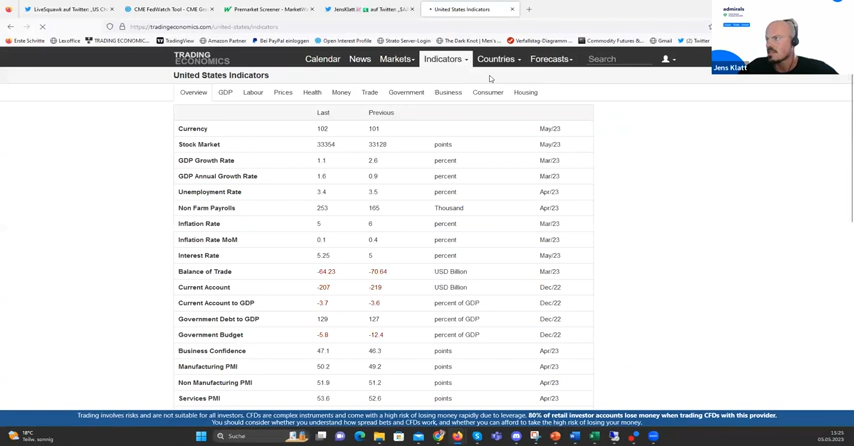 LiveSquawk auf Twitter: „US Ch
CME FedWatch Tool - CME Gro
Premarket Screener - MarketW
JensKlatt auf Twitter: „$AA
United States Indicators
https://tradingeconomics.com/united-states/indicators
Erste Schritte
Lex.office
TRADING ECONOMIC...
TradingView
Amazon Partner
Bei PayPal einloggen
Open Interest Profile
Strato Server-Login
The Dark Knot | Men's ...
Verfallstag-Diagramm ...
Commodity Futures &...
Gmail
Twitter
admirals
Jens Klatt
TRADING
ECONOMICS
Calendar News Markets Indicators Countries Forecasts Search
United States Indicators
Overview GDP Labour Prices Health Money Trade Government Business Consumer Housing
Last Previous
Currency 102 101 May/23
Stock Market 33354 33128 points May/23
GDP Growth Rate 1.1 2.6 percent Mar/23
GDP Annual Growth Rate 1.6 0.9 percent Mar/23
Unemployment Rate 3.4 3.5 percent Apr/23
Non Farm Payrolls 253 165 Thousand Apr/23
Inflation Rate 5 6 percent Mar/23
Inflation Rate MoM 0.1 0.4 percent Mar/23
Interest Rate 5.25 5 percent May/23
Balance of Trade -64.23 -70.64 USD Billion Mar/23
Current Account -207 -219 USD Billion Dec/22
Current Account to GDP -3.7 -3.6 percent of GDP Dec/22
Government Debt to GDP 129 127 percent of GDP Dec/22
Government Budget -5.8 -12.4 percent of GDP Dec/22
Business Confidence 47.1 46.3 points Apr/23
Manufacturing PMI 50.2 49.2 points Apr/23
Non Manufacturing PMI 51.9 51.2 points Apr/23
Services PMI 53.6 52.6 points Apr/23
Trading involves risks and are not suitable for all investors. CFDs are complex instruments and come with a high risk of losing money rapidly due to leverage. 80% of retail investor accounts lose money when trading CFDs with this provider.
You should consider whether you understand how spread bets and CFDs work, and whether you can afford to take the high risk of losing your money.
18°C
Teilw. sonnig
Suche
13:25
05.05.2023